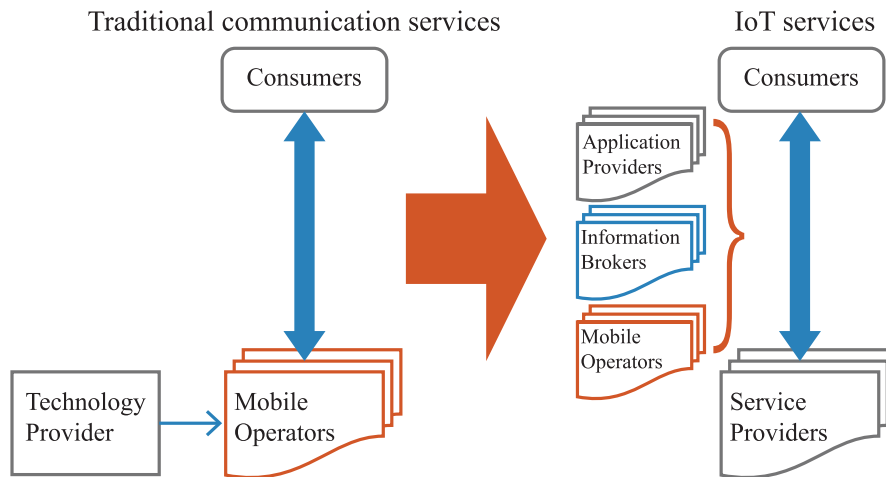 Traditional communication services
Consumers
Technology
Provider
Mobile
Operators
IoT services
Consumers
Application
Providers
Information
Brokers
Mobile
Operators
Service
Providers